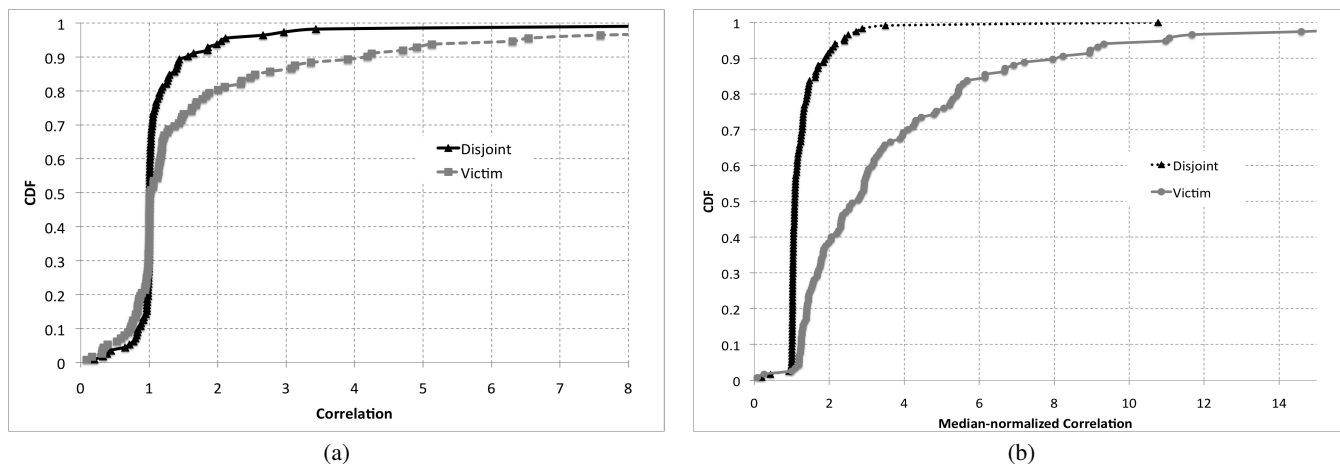 1
0.9
0.8
0.7
0.6
0.5
0.4
0.3
0.2
0.1
0
CDF
0 1 2 3 4 5 6 7 8
Correlation
Disjoint
Victim
(a)
1
0.9
0.8
0.7
0.6
0.5
0.4
0.3
0.2
0.1
0
CDF
0 2 4 6 8 10 12 14
Median-normalized Correlation
Disjoint
Victim
(b)